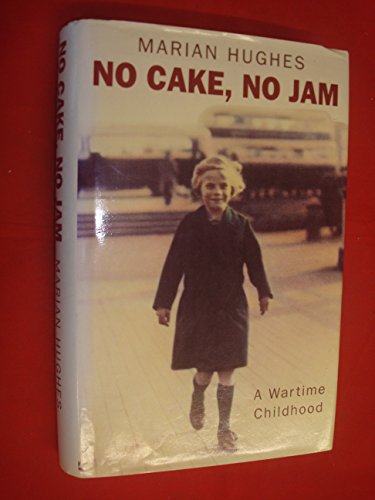 MARIAN HUGHES
NO CAKE, NO JAM
A Wartime
Childhood
NO CAKE, NO JAM MARIAN HUGHES